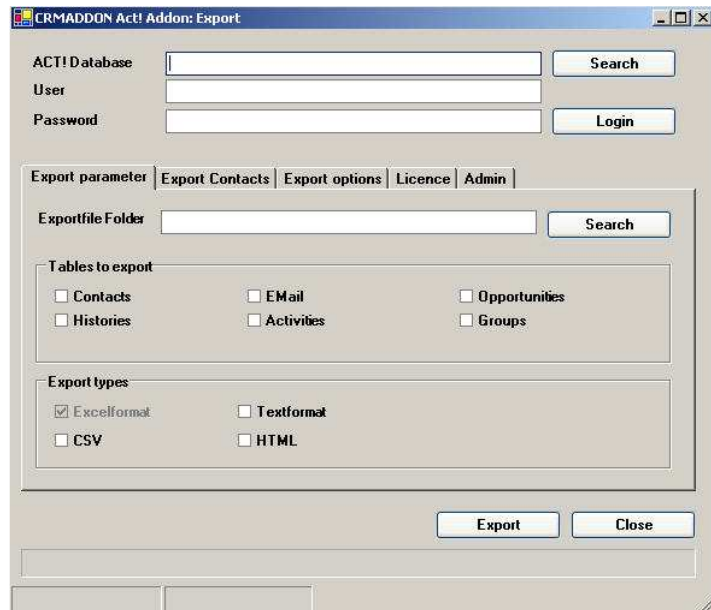 CRMADDON Act! Addon: Export
ACT! Database Search
User
Password Login
Export parameter Export Contacts Export options Licence Admin
Exportfile Folder Search
Tables to export
Contacts EMail Opportunities
Histories Activities Groups
Export types
Excelformat Textformat
CSV HTML
Export Close